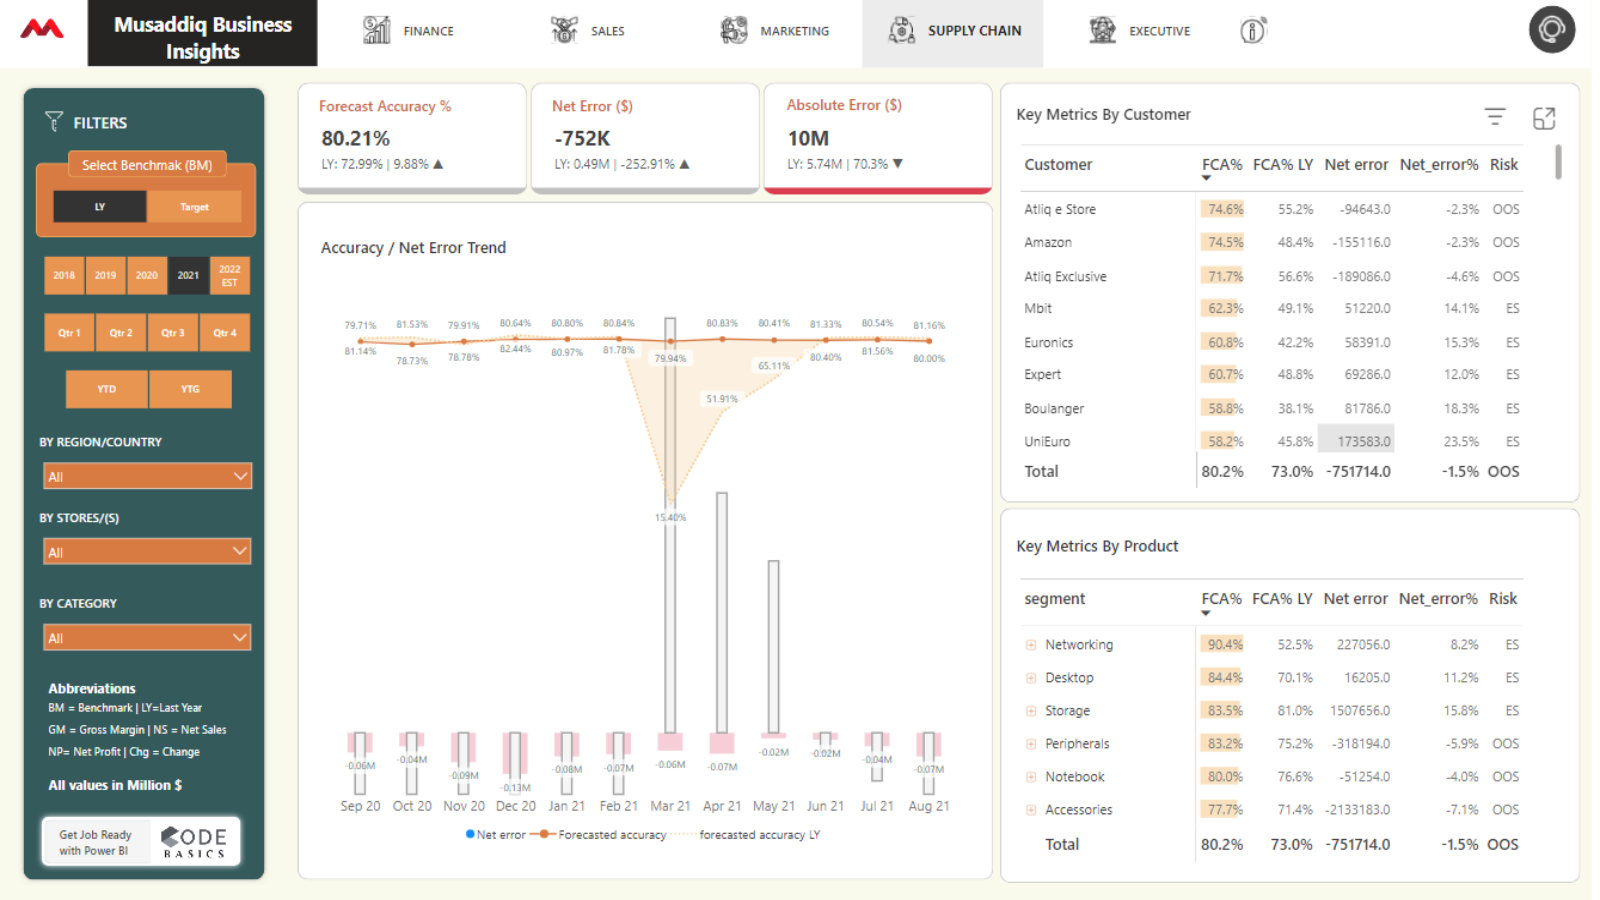 Musaddiq Business
Insights
FINANCE
SALES
MARKETING
SUPPLY CHAIN
EXECUTIVE
FILTERS
Select Benchmak (BM)
LY Target
2018 2019 2020 2021 2022 EST
Qtr 1 Qtr 2 Qtr 3 Qtr 4
YTD YTG
BY REGION/COUNTRY
All
BY STORES/(S)
All
BY CATEGORY
All
Abbreviations
BM = Benchmark | LY=Last Year
GM = Gross Margin | NS = Net Sales
NP= Net Profit | Chg = Change
All values in Million $
Get Job Ready
with Power BI
CODE
BASICS
Forecast Accuracy %
80.21%
LY: 72.99% | 9.88% ▲
Net Error ($)
-752K
LY: 0.49M | -252.91% ▲
Absolute Error ($)
10M
LY: 5.74M | 70.3% ▼
Accuracy / Net Error Trend
79.71% 81.53% 79.91% 80.64% 80.80% 80.84% 80.83% 80.41% 81.33% 80.54% 81.16%
81.14% 78.73% 78.78% 82.44% 80.97% 81.78% 79.94% 65.11% 80.40% 81.56% 80.00%
51.91%
15.40%
-0.06M -0.04M -0.09M -0.13M -0.08M -0.07M -0.06M -0.07M -0.02M -0.02M -0.04M -0.07M
Sep 20 Oct 20 Nov 20 Dec 20 Jan 21 Feb 21 Mar 21 Apr 21 May 21 Jun 21 Jul 21 Aug 21
Net error Forecasted accuracy forecasted accuracy LY
Key Metrics By Customer
Customer FCA% FCA% LY Net error Net_error% Risk
Atliq e Store 74.6% 55.2% -94643.0 -2.3% OOS
Amazon 74.5% 48.4% -155116.0 -2.3% OOS
Atliq Exclusive 71.7% 56.6% -189086.0 -4.6% OOS
Mbit 62.3% 49.1% 51220.0 14.1% ES
Euronics 60.8% 42.2% 58391.0 15.3% ES
Expert 60.7% 48.8% 69286.0 12.0% ES
Boulanger 58.8% 38.1% 81786.0 18.3% ES
UniEuro 58.2% 45.8% 173583.0 23.5% ES
Total 80.2% 73.0% -751714.0 -1.5% OOS
Key Metrics By Product
segment FCA% FCA% LY Net error Net_error% Risk
Networking 90.4% 52.5% 227056.0 8.2% ES
Desktop 84.4% 70.1% 16205.0 11.2% ES
Storage 83.5% 81.0% 1507656.0 15.8% ES
Peripherals 83.2% 75.2% -318194.0 -5.9% OOS
Notebook 80.0% 76.6% -51254.0 -4.0% OOS
Accessories 77.7% 71.4% -2133183.0 -7.1% OOS
Total 80.2% 73.0% -751714.0 -1.5% OOS